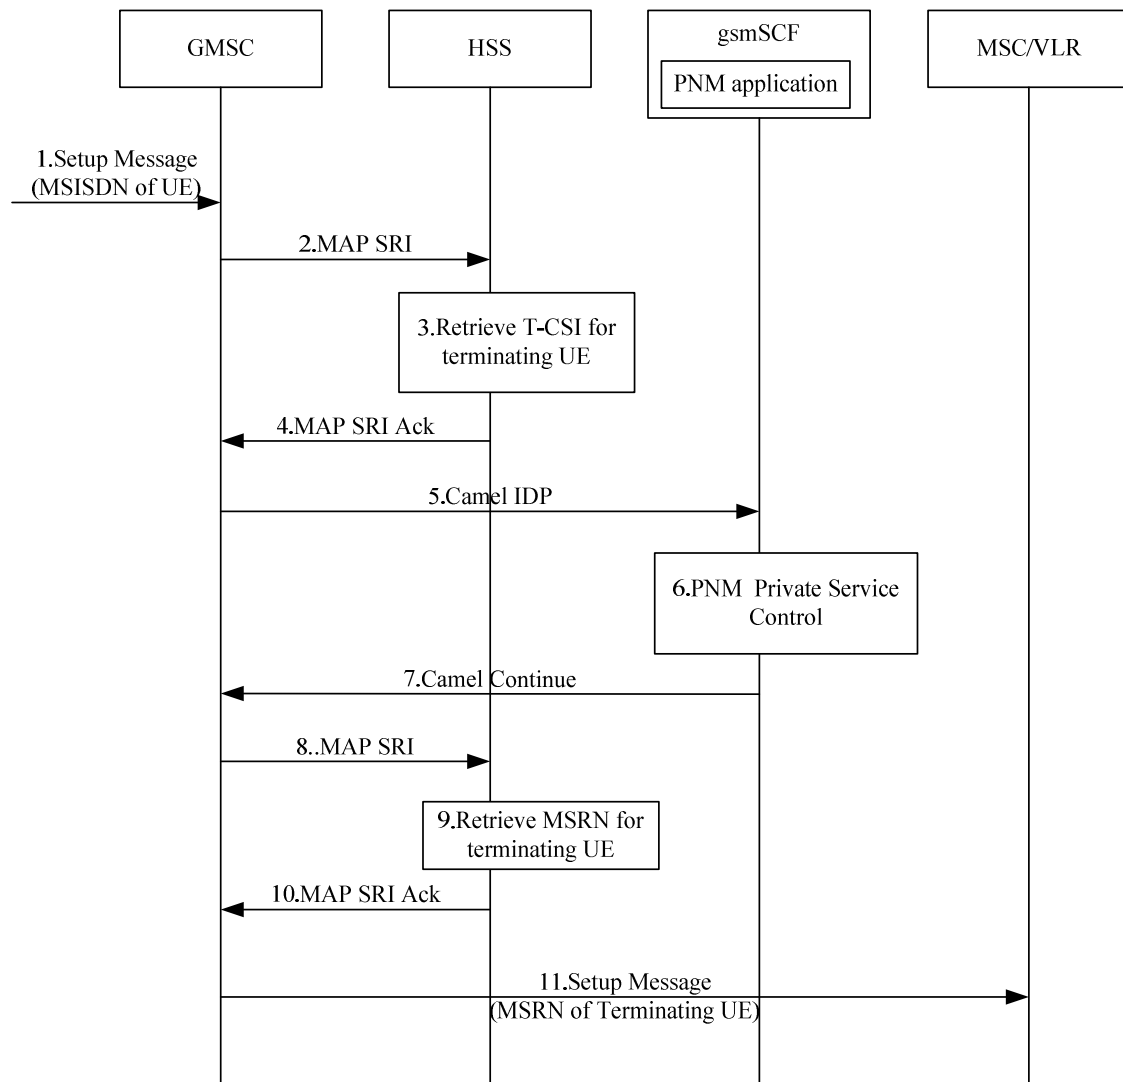 GMSC
HSS
gsmSCF
PNM application
MSC/VLR
1.Setup Message
(MSISDN of UE)
2.MAP SRI
3.Retrieve T-CSI for
terminating UE
4.MAP SRI Ack
5.Camel IDP
6.PNM  Private Service
Control
7.Camel Continue
8..MAP SRI
9.Retrieve MSRN for
terminating UE
10.MAP SRI Ack
11.Setup Message
(MSRN of Terminating UE)